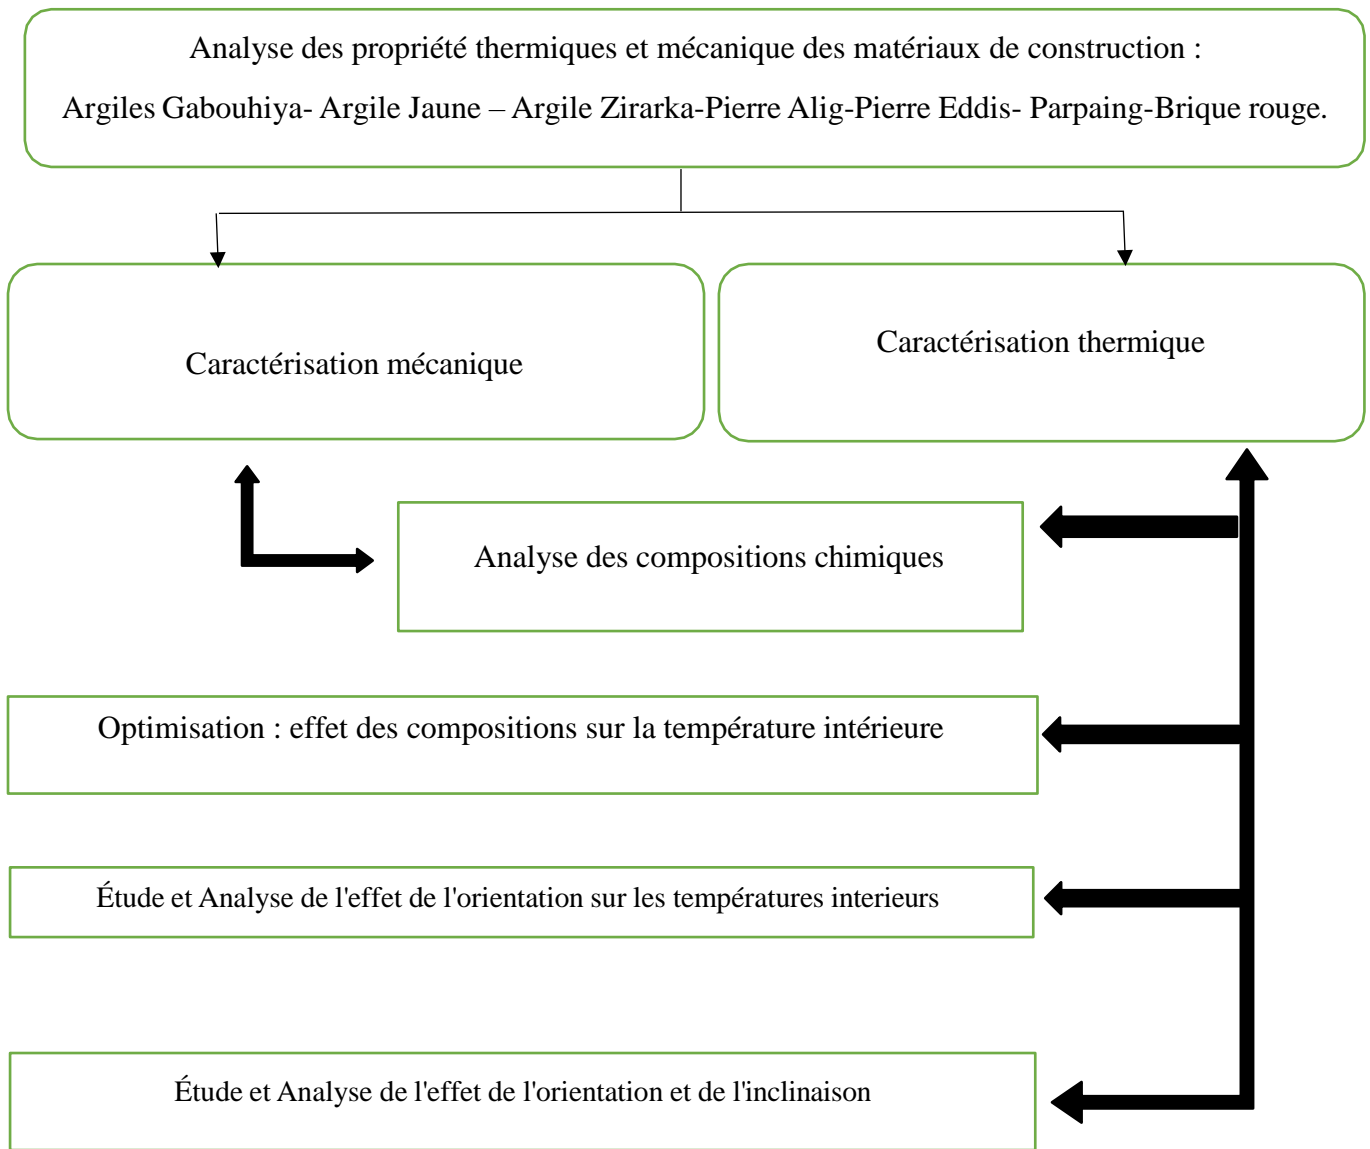 Analyse des propriété thermiques et mécanique des matériaux de construction :
Argiles Gabouhiya- Argile Jaune – Argile Zirarka-Pierre Alig-Pierre Eddis- Parpaing-Brique rouge.
Caractérisation mécanique
Caractérisation thermique
Analyse des compositions chimiques
Optimisation : effet des compositions sur la température intérieure
Étude et Analyse de l'effet de l'orientation sur les températures interieurs
Étude et Analyse de l'effet de l'orientation et de l'inclinaison